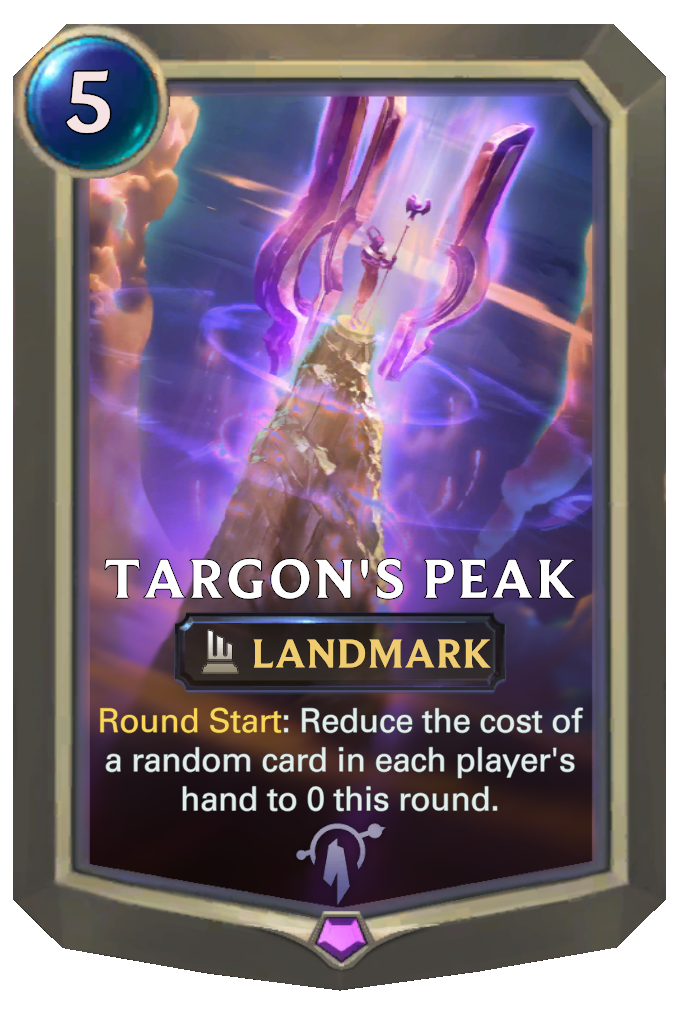 5
TARGON'S PEAK
LANDMARK
Round Start: Reduce the cost of
a random card in each player's
hand to 0 this round.